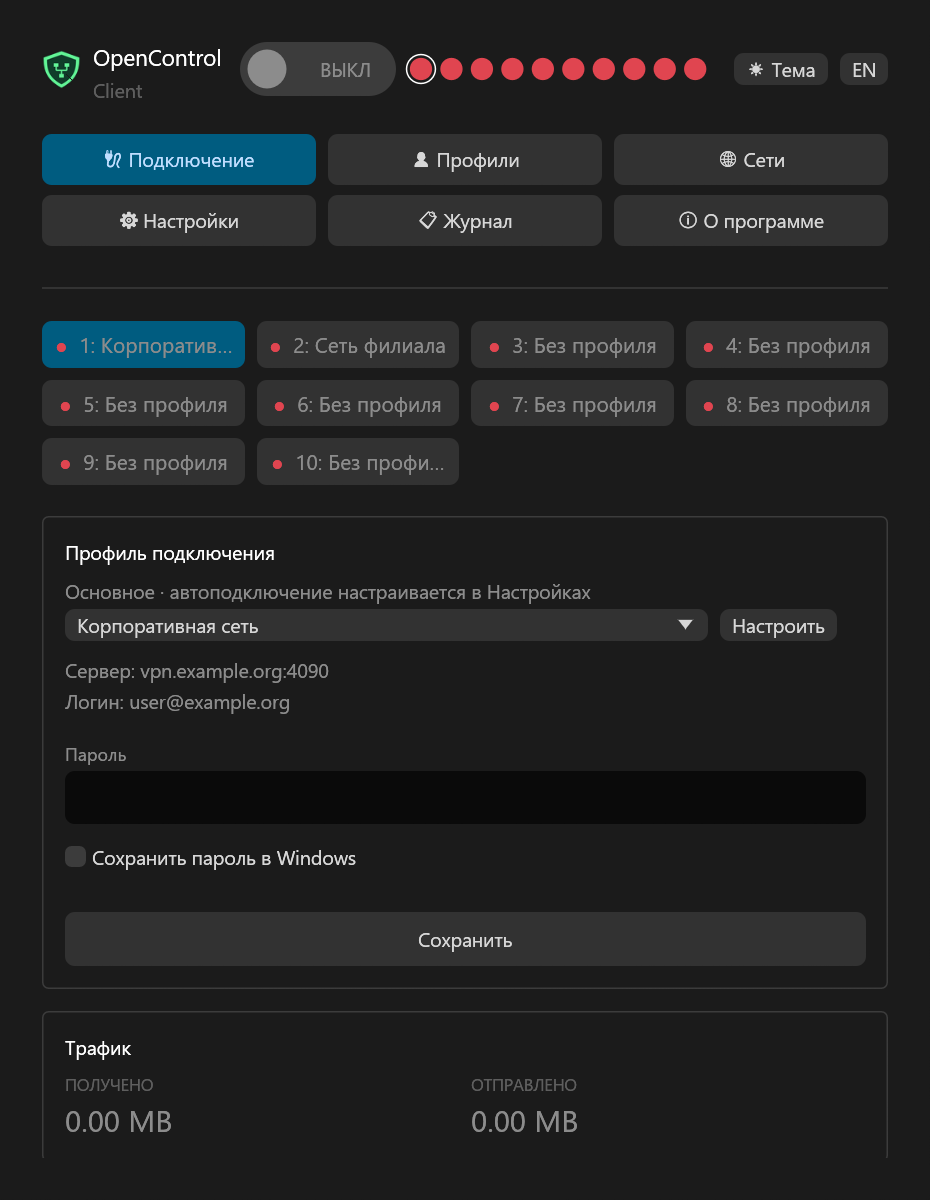 OpenControl
Client
ВЫКЛ
Тема
EN
Подключение
Профили
Сети
Настройки
Журнал
О программе
1: Корпоратив...
2: Сеть филиала
3: Без профиля
4: Без профиля
5: Без профиля
6: Без профиля
7: Без профиля
8: Без профиля
9: Без профиля
10: Без профи...
Профиль подключения
Основное · автоподключение настраивается в Настройках
Корпоративная сеть
Настроить
Сервер: vpn.example.org:4090
Логин: user@example.org
Пароль
Сохранить пароль в Windows
Сохранить
Трафик
ПОЛУЧЕНО
ОТПРАВЛЕНО
0.00 MB
0.00 MB